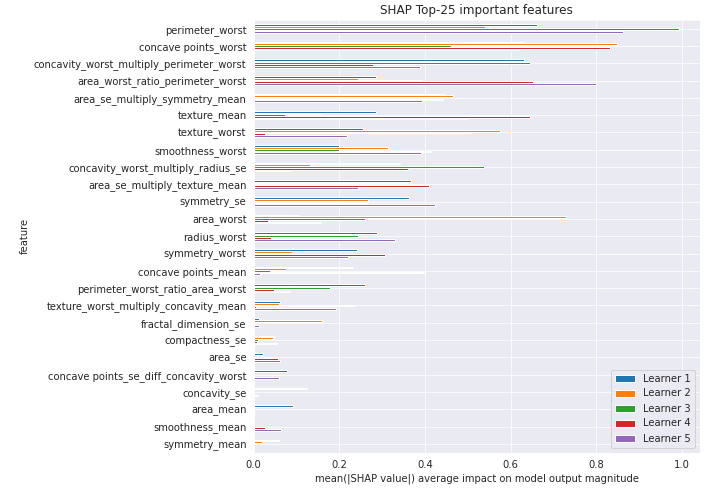 SHAP Top-25 important features
perimeter_worst
concave points_worst
concavity_worst_multiply_perimeter_worst
area_worst_ratio_perimeter_worst
area_se_multiply_symmetry_mean
texture_mean
texture_worst
smoothness_worst
concavity_worst_multiply_radius_se
area_se_multiply_texture_mean
symmetry_se
area_worst
radius_worst
symmetry_worst
concave points_mean
perimeter_worst_ratio_area_worst
texture_worst_multiply_concavity_mean
fractal_dimension_se
compactness_se
area_se
concave points_se_diff_concavity_worst
concavity_se
area_mean
smoothness_mean
symmetry_mean
feature
Learner 1
Learner 2
Learner 3
Learner 4
Learner 5
0.0 0.2 0.4 0.6 0.8 1.0
mean(|SHAP value|) average impact on model output magnitude